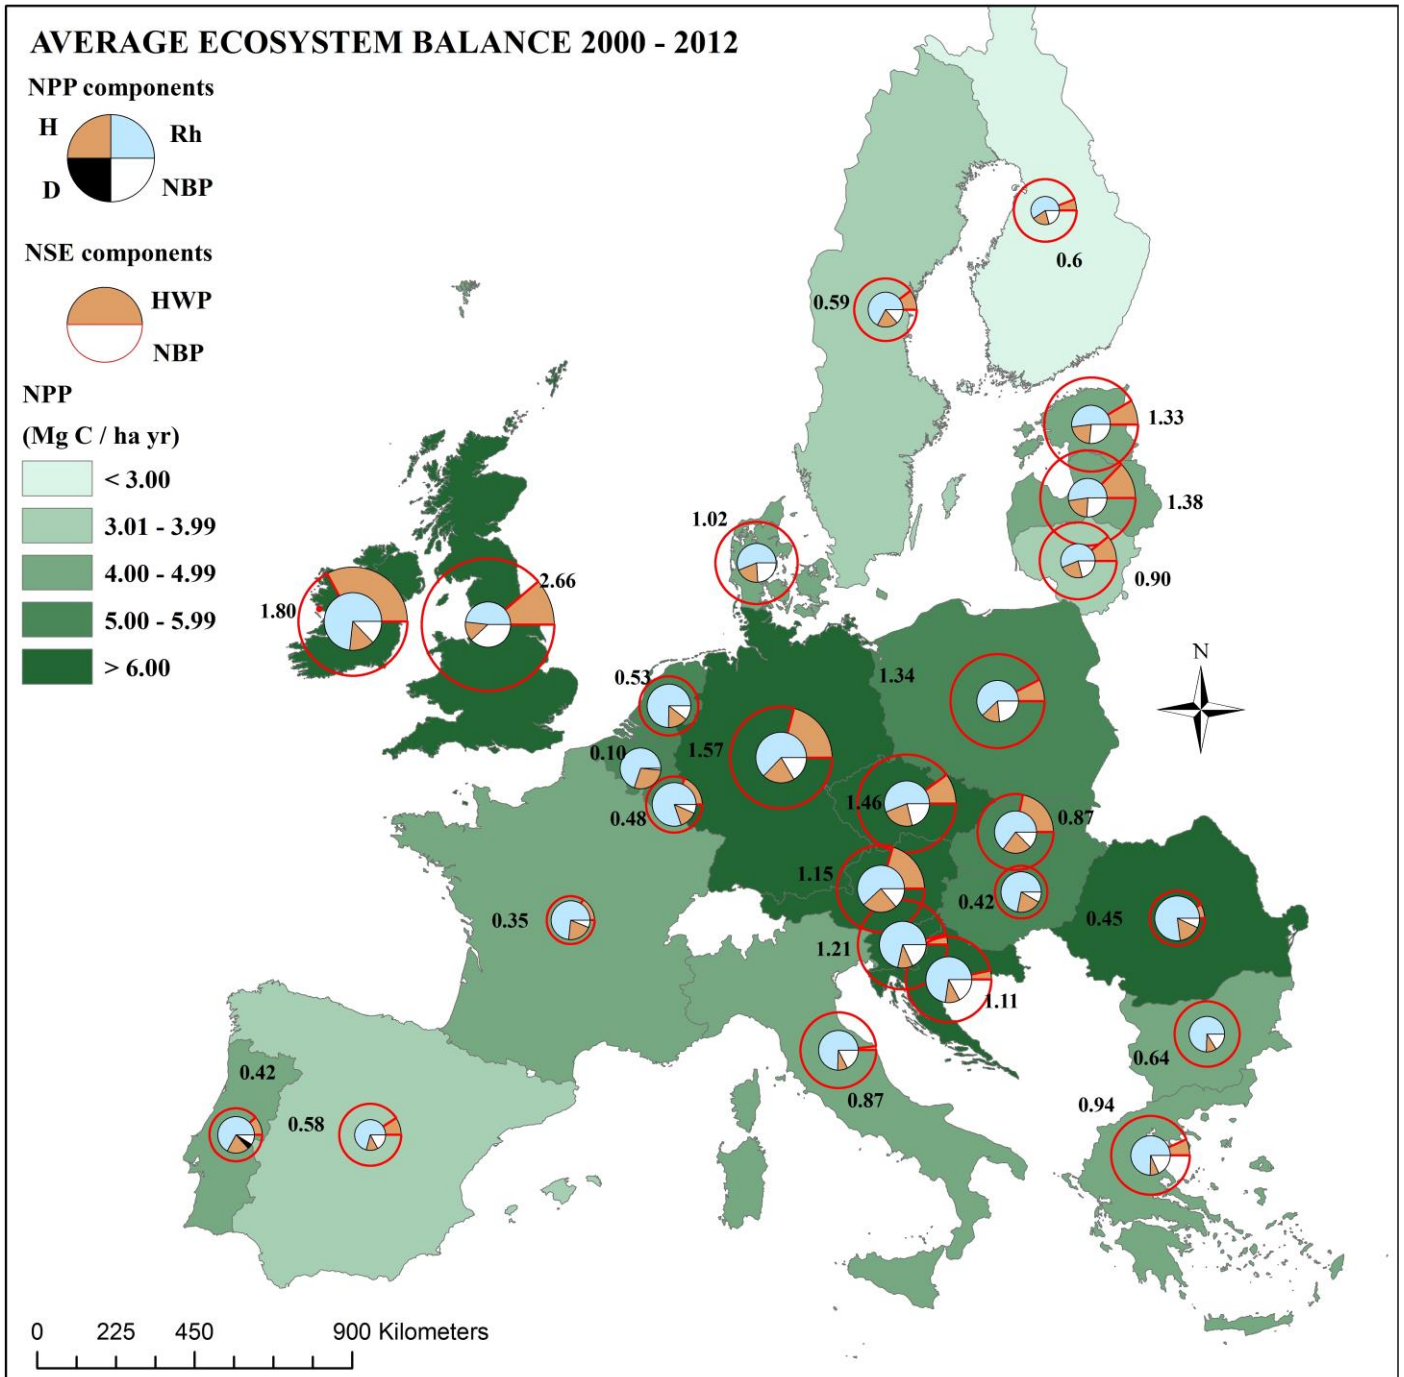 AVERAGE ECOSYSTEM BALANCE 2000 - 2012
NPP components
H
Rh
D
NBP
NSE components
HWP
NBP
NPP
(Mg C / ha yr)
< 3.00
3.01 - 3.99
4.00 - 4.99
5.00 - 5.99
> 6.00
0.6
0.59
1.33
1.38
0.90
1.02
2.66
1.80
N
0.53
1.34
0.10
1.57
0.48
1.46
0.87
1.15
0.42
0.35
0.45
1.21
1.11
0.64
0.42
0.58
0.87
0.94
0 225 450 900 Kilometers